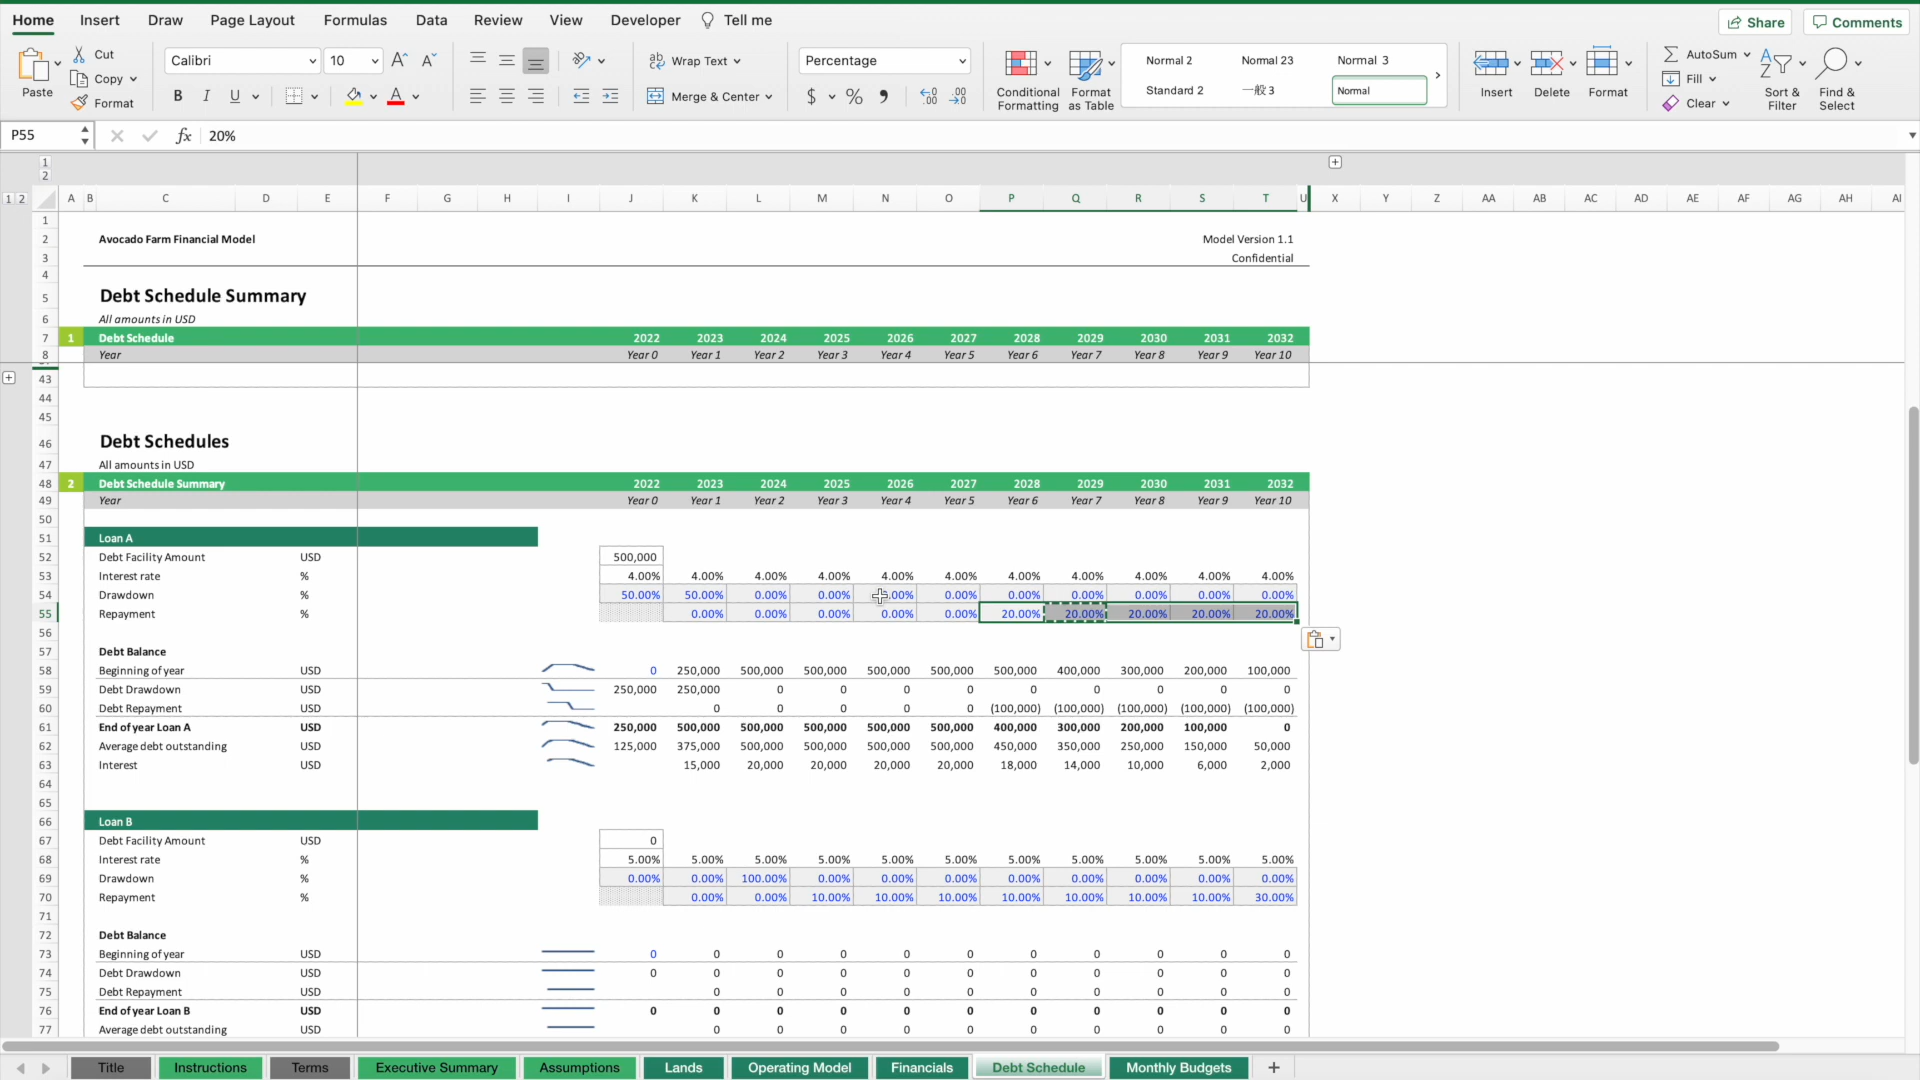 Home Insert Draw Page Layout Formulas Data Review View Developer Tell me Share Comments
Paste Cut Copy Format
Calibri 10 A A
B I U A
ab Wrap Text
Merge & Center
Percentage
$ % 9 .00 .00
Conditional Formatting
Format as Table
Normal 2 Normal 23 Normal 3
Standard 2 一般 3 Normal
Insert Delete Format
AutoSum
Fill
Clear
Sort & Filter
Find & Select
P55 fx 20%
1
2
1 2 A B C D E F G H I J K L M N O P Q R S T U X Y Z AA AB AC AD AE AF AG AH AI
1
2 Avocado Farm Financial Model Model Version 1.1
3 Confidential
4
5 Debt Schedule Summary
6 All amounts in USD
7 1 Debt Schedule 2022 2023 2024 2025 2026 2027 2028 2029 2030 2031 2032
8 Year Year 0 Year 1 Year 2 Year 3 Year 4 Year 5 Year 6 Year 7 Year 8 Year 9 Year 10
43
44
45
46 Debt Schedules
47 All amounts in USD
48 2 Debt Schedule Summary 2022 2023 2024 2025 2026 2027 2028 2029 2030 2031 2032
49 Year Year 0 Year 1 Year 2 Year 3 Year 4 Year 5 Year 6 Year 7 Year 8 Year 9 Year 10
50
51 Loan A
52 Debt Facility Amount USD 500,000
53 Interest rate % 4.00% 4.00% 4.00% 4.00% 4.00% 4.00% 4.00% 4.00% 4.00% 4.00% 4.00%
54 Drawdown % 50.00% 50.00% 0.00% 0.00% 0.00% 0.00% 0.00% 0.00% 0.00% 0.00%
55 Repayment % 0.00% 0.00% 0.00% 0.00% 0.00% 20.00% 20.00% 20.00% 20.00% 20.00%
56
57 Debt Balance
58 Beginning of year USD 0 250,000 500,000 500,000 500,000 500,000 500,000 400,000 300,000 200,000 100,000
59 Debt Drawdown USD 250,000 250,000 0 0 0 0 0 0 0 0 0
60 Debt Repayment USD 0 0 0 0 0 (100,000) (100,000) (100,000) (100,000) (100,000)
61 End of year Loan A USD 250,000 500,000 500,000 500,000 500,000 500,000 400,000 300,000 200,000 100,000 0
62 Average debt outstanding USD 125,000 375,000 500,000 500,000 500,000 500,000 450,000 350,000 250,000 150,000 50,000
63 Interest USD 15,000 20,000 20,000 20,000 20,000 18,000 14,000 10,000 6,000 2,000
64
65
66 Loan B
67 Debt Facility Amount USD 0
68 Interest rate % 5.00% 5.00% 5.00% 5.00% 5.00% 5.00% 5.00% 5.00% 5.00% 5.00% 5.00%
69 Drawdown % 0.00% 0.00% 100.00% 0.00% 0.00% 0.00% 0.00% 0.00% 0.00% 0.00% 0.00%
70 Repayment % 0.00% 0.00% 10.00% 10.00% 10.00% 10.00% 10.00% 10.00% 10.00% 30.00%
71
72 Debt Balance
73 Beginning of year USD 0 0 0 0 0 0 0 0 0 0 0
74 Debt Drawdown USD 0 0 0 0 0 0 0 0 0 0 0
75 Debt Repayment USD 0 0 0 0 0 0 0 0 0 0
76 End of year Loan B USD 0 0 0 0 0 0 0 0 0 0 0
77 Average debt outstanding USD 0 0 0 0 0 0 0 0 0 0
Title Instructions Terms Executive Summary Assumptions Lands Operating Model Financials Debt Schedule Monthly Budgets +